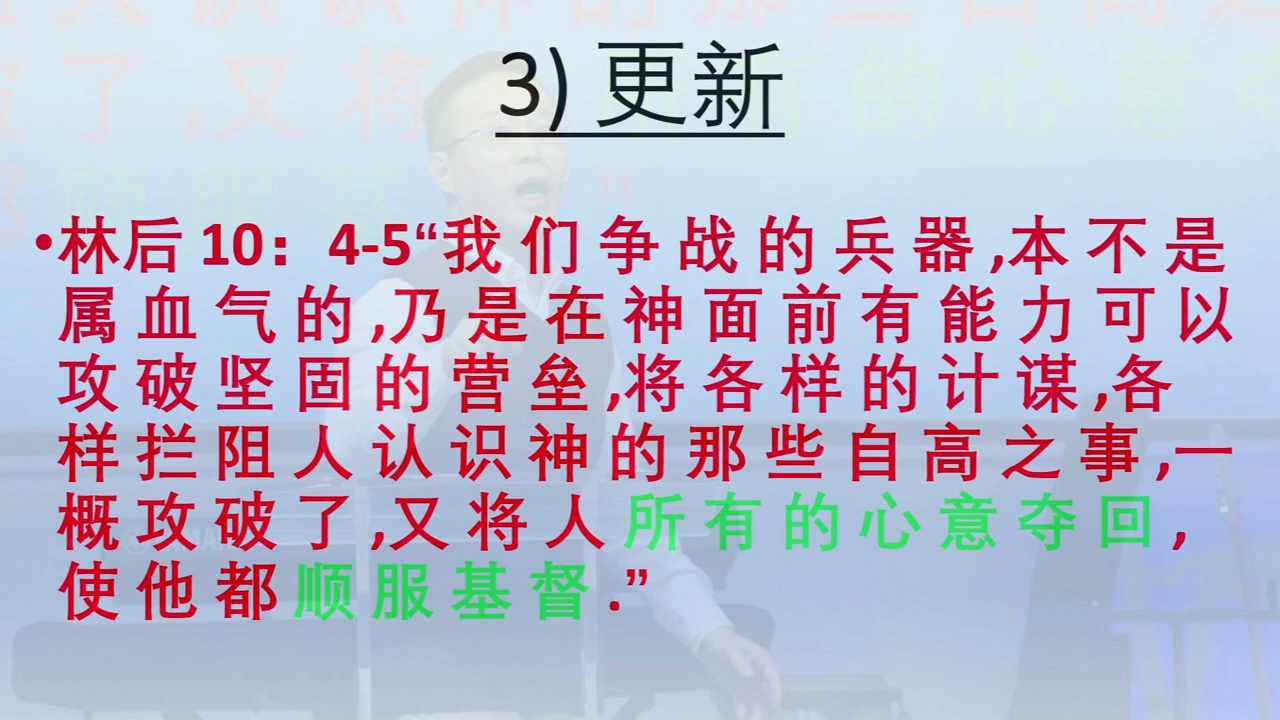 3) 更新
•林后 10：4-5“我 们 争 战 的 兵 器 ,本 不 是
属 血 气 的 ,乃 是 在 神 面 前 有 能 力 可 以
攻 破 坚 固 的 营 垒 ,将 各 样 的 计 谋 ,各
样 拦 阻 人 认 识 神 的 那 些 自 高 之 事 ,一
概 攻 破 了 ,又 将 人 所 有 的 心 意 夺 回 ,
使 他 都 顺 服 基 督 .”